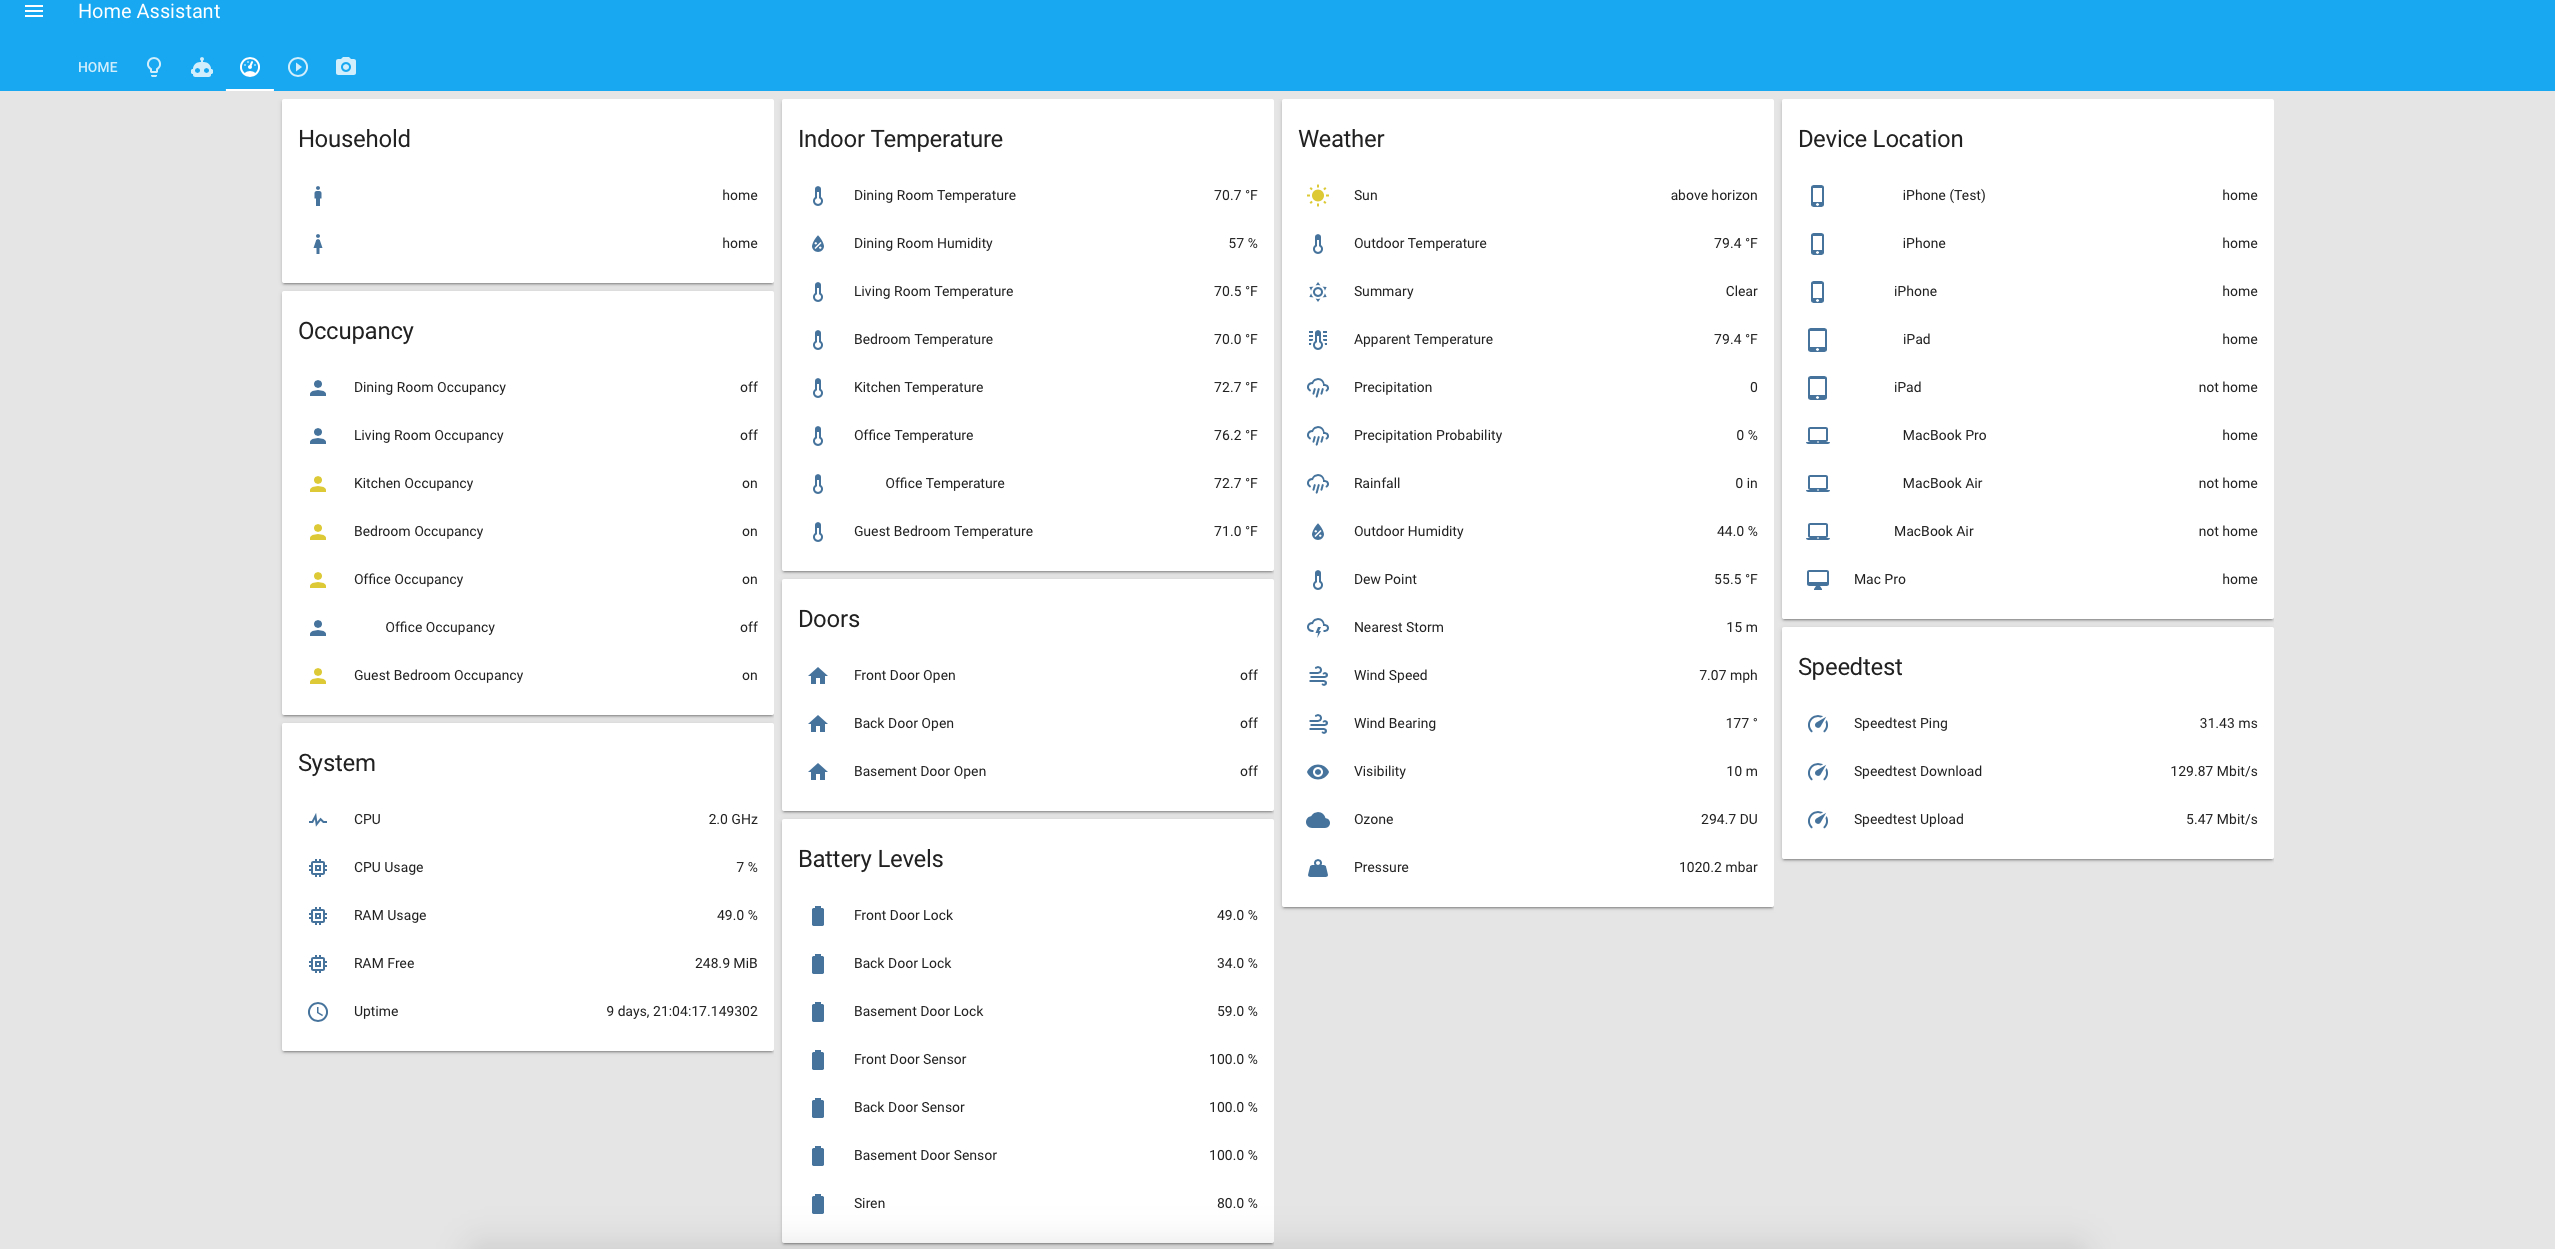 Home Assistant
HOME
Household
home
home
Occupancy
Dining Room Occupancy off
Living Room Occupancy off
Kitchen Occupancy on
Bedroom Occupancy on
Office Occupancy on
Office Occupancy off
Guest Bedroom Occupancy on
System
CPU 2.0 GHz
CPU Usage 7 %
RAM Usage 49.0 %
RAM Free 248.9 MiB
Uptime 9 days, 21:04:17.149302
Indoor Temperature
Dining Room Temperature 70.7 °F
Dining Room Humidity 57 %
Living Room Temperature 70.5 °F
Bedroom Temperature 70.0 °F
Kitchen Temperature 72.7 °F
Office Temperature 76.2 °F
Office Temperature 72.7 °F
Guest Bedroom Temperature 71.0 °F
Doors
Front Door Open off
Back Door Open off
Basement Door Open off
Battery Levels
Front Door Lock 49.0 %
Back Door Lock 34.0 %
Basement Door Lock 59.0 %
Front Door Sensor 100.0 %
Back Door Sensor 100.0 %
Basement Door Sensor 100.0 %
Siren 80.0 %
Weather
Sun above horizon
Outdoor Temperature 79.4 °F
Summary Clear
Apparent Temperature 79.4 °F
Precipitation 0
Precipitation Probability 0 %
Rainfall 0 in
Outdoor Humidity 44.0 %
Dew Point 55.5 °F
Nearest Storm 15 m
Wind Speed 7.07 mph
Wind Bearing 177 °
Visibility 10 m
Ozone 294.7 DU
Pressure 1020.2 mbar
Device Location
iPhone (Test) home
iPhone home
iPhone home
iPad home
iPad not home
MacBook Pro home
MacBook Air not home
MacBook Air not home
Mac Pro home
Speedtest
Speedtest Ping 31.43 ms
Speedtest Download 129.87 Mbit/s
Speedtest Upload 5.47 Mbit/s